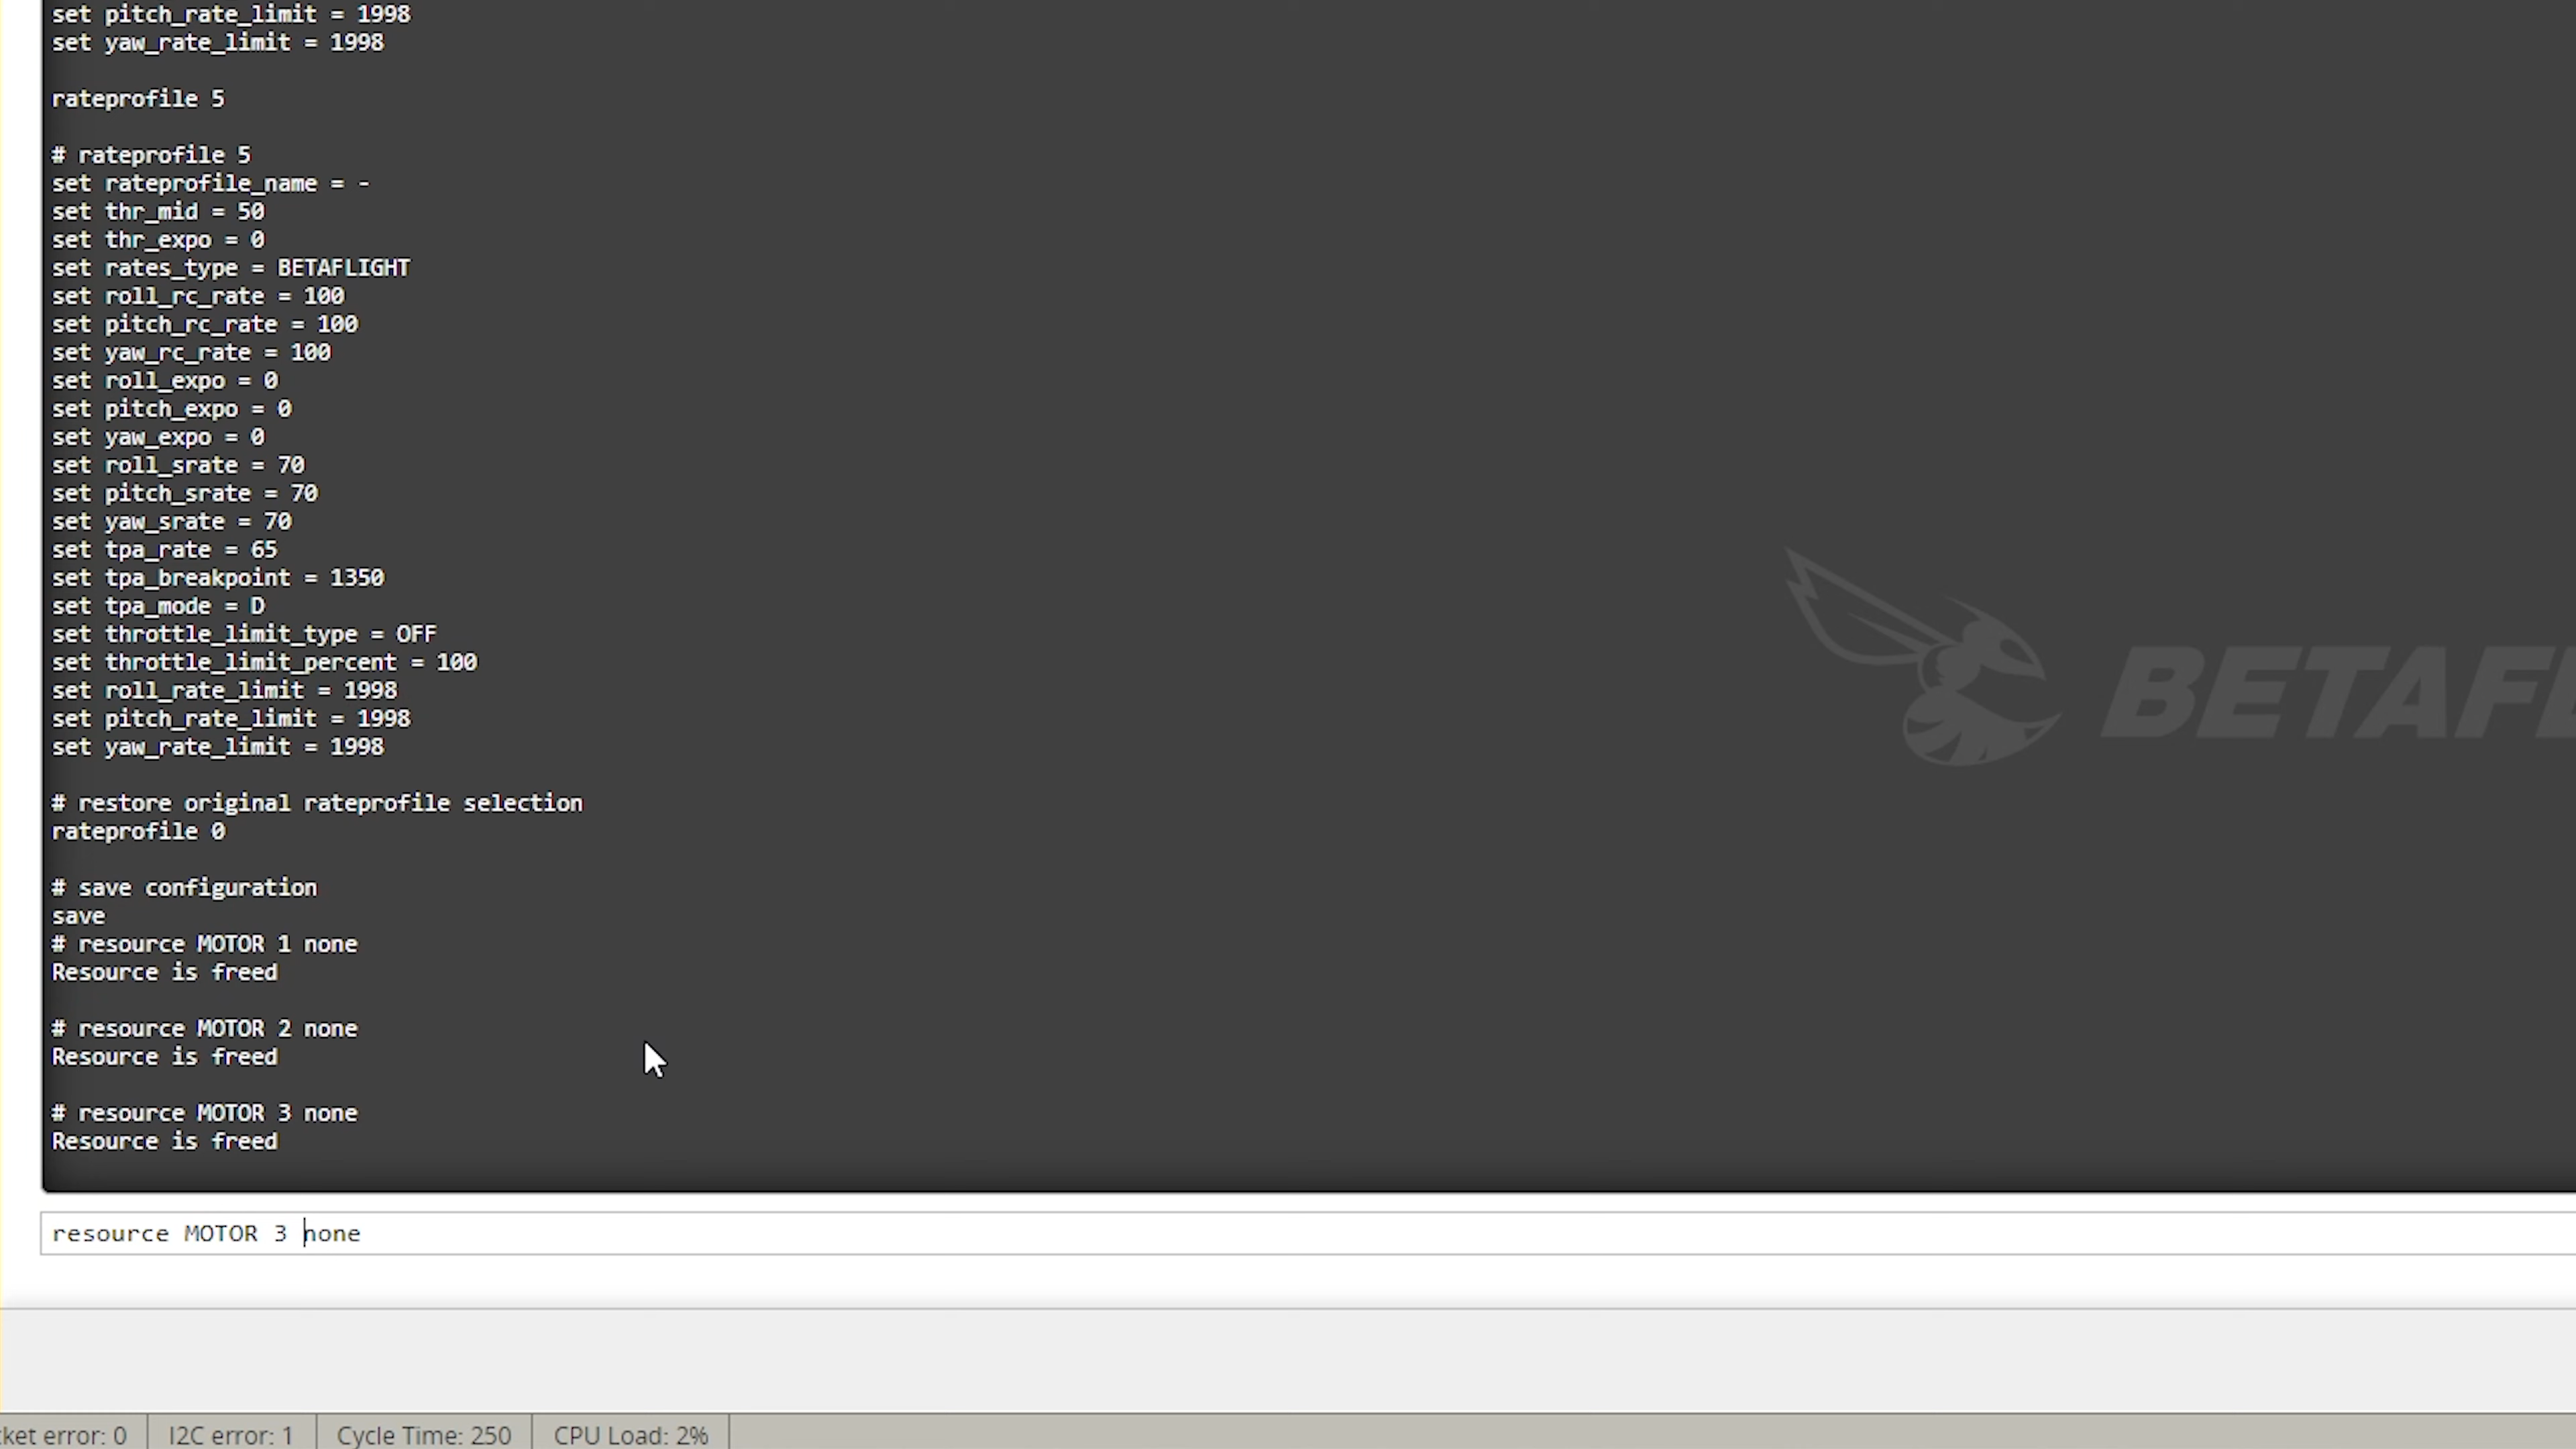 set pitch_rate_limit = 1998
set yaw_rate_limit = 1998
rateprofile 5
# rateprofile 5
set rateprofile_name = -
set thr_mid = 50
set thr_expo = 0
set rates_type = BETAFLIGHT
set roll_rc_rate = 100
set pitch_rc_rate = 100
set yaw_rc_rate = 100
set roll_expo = 0
set pitch_expo = 0
set yaw_expo = 0
set roll_srate = 70
set pitch_srate = 70
set yaw_srate = 70
set tpa_rate = 65
set tpa_breakpoint = 1350
set tpa_mode = D
set throttle_limit_type = OFF
set throttle_limit_percent = 100
set roll_rate_limit = 1998
set pitch_rate_limit = 1998
set yaw_rate_limit = 1998
# restore original rateprofile selection
rateprofile 0
# save configuration
save
# resource MOTOR 1 none
Resource is freed
# resource MOTOR 2 none
Resource is freed
# resource MOTOR 3 none
Resource is freed
BETAFL
resource MOTOR 3 none
ket error: 0 I2C error: 1 Cycle Time: 250 CPU Load: 2%